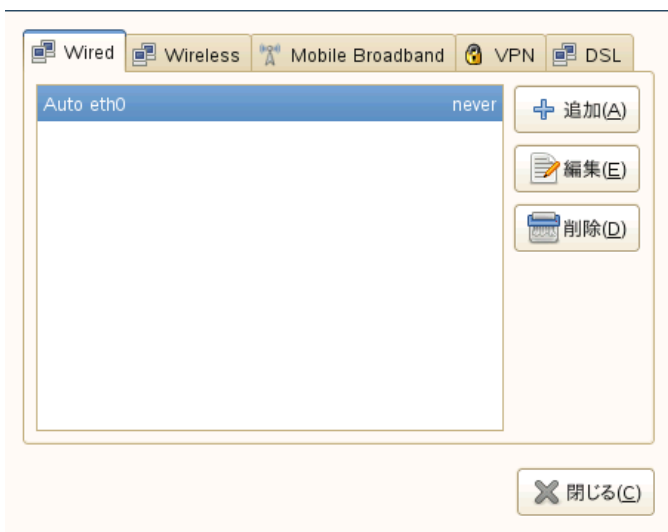 Wired Wireless Mobile Broadband VPN DSL
Auto eth0 never
追加(A)
編集(E)
削除(D)
閉じる(C)